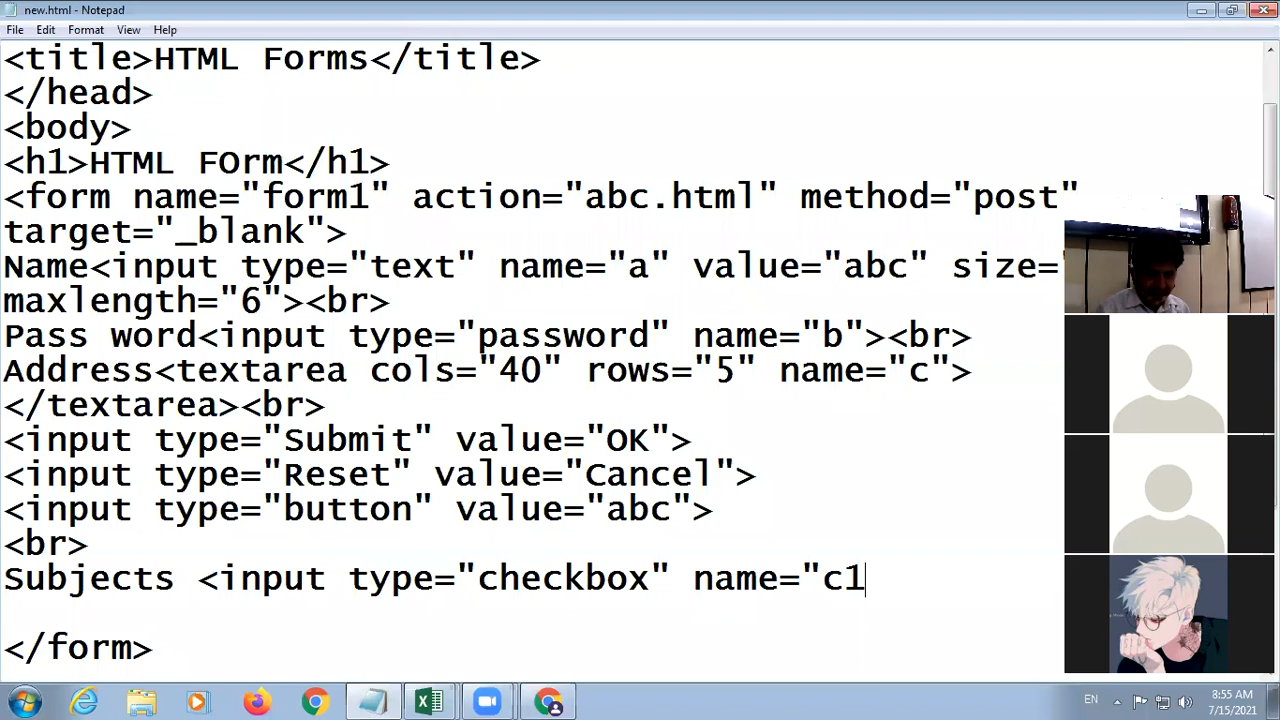 new.html - Notepad
File Edit Format View Help
<title>HTML Forms</title>
</head>
<body>
<h1>HTML FOrm</h1>
<form name="form1" action="abc.html" method="post"
target="_blank">
Name<input type="text" name="a" value="abc" size="
maxlength="6"><br>
Pass word<input type="password" name="b"><br>
Address<textarea cols="40" rows="5" name="c">
</textarea><br>
<input type="Submit" value="OK">
<input type="Reset" value="Cancel">
<input type="button" value="abc">
<br>
Subjects <input type="checkbox" name="c1
</form>
EN
8:55 AM
7/15/2021